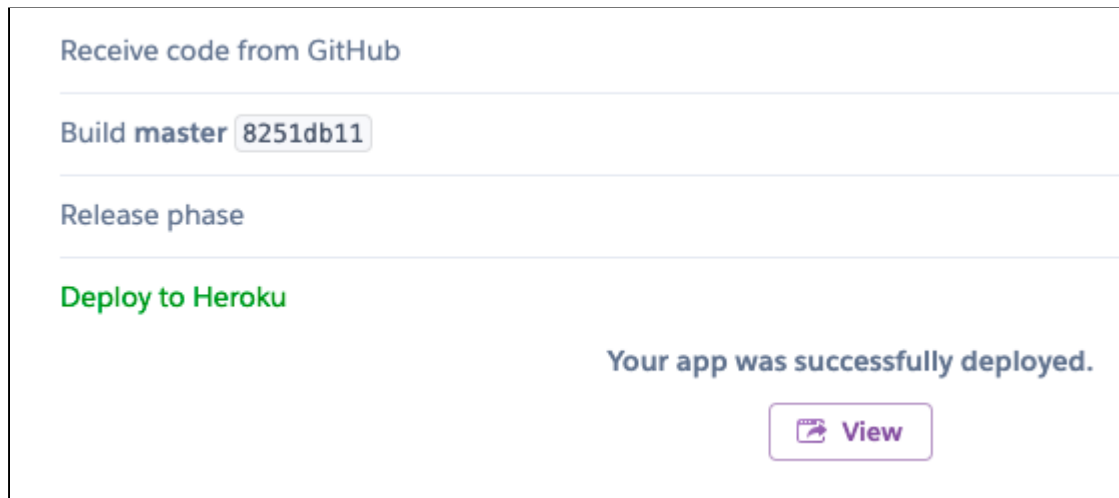 Receive code from GitHub
Build master 8251db11
Release phase
Deploy to Heroku
Your app was successfully deployed.
View